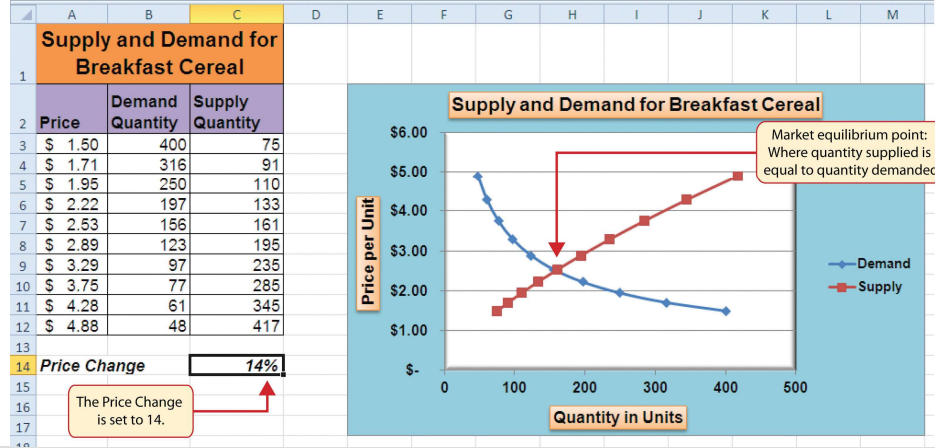 A B C D E F G H I J K L M
1 Supply and Demand for
Breakfast Cereal
2 Price Demand Quantity Supply Quantity
3 $ 1.50 400 75
4 $ 1.71 316 91
5 $ 1.95 250 110
6 $ 2.22 197 133
7 $ 2.53 156 161
8 $ 2.89 123 195
9 $ 3.29 97 235
10 $ 3.75 77 285
11 $ 4.28 61 345
12 $ 4.88 48 417
13
14 Price Change 14%
15
16
17
18
The Price Change
is set to 14.
Supply and Demand for Breakfast Cereal
Market equilibrium point:
Where quantity supplied is
equal to quantity demanded
Price per Unit
$6.00
$5.00
$4.00
$3.00
$2.00
$1.00
$-
0 100 200 300 400 500
Quantity in Units
Demand
Supply